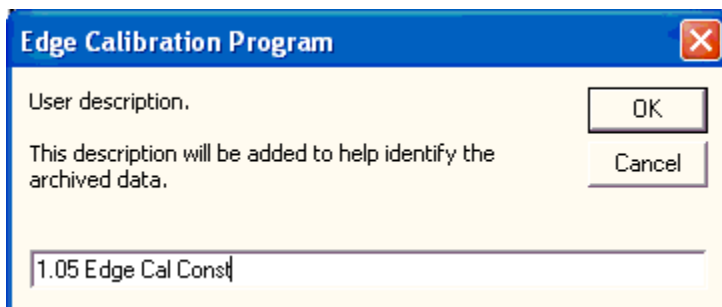 Edge Calibration Program
User description.
OK
This description will be added to help identify the
archived data.
Cancel
1.05 Edge Cal Const